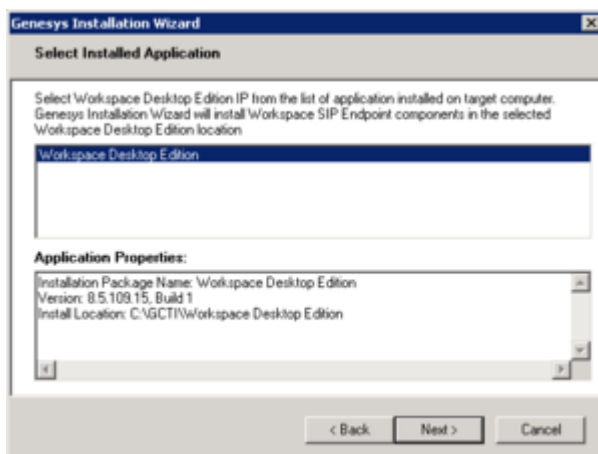 Genesys Installation Wizard
Select Installed Application
Select Workspace Desktop Edition IP from the list of application installed on target computer.
Genesys Installation Wizard will install Workspace SIP Endpoint components in the selected
Workspace Desktop Edition location
Workspace Desktop Edition
Application Properties:
Installation Package Name: Workspace Desktop Edition
Version: 8.5.109.15, Build 1
Install Location: C:\GCTI\Workspace Desktop Edition
< Back Next > Cancel